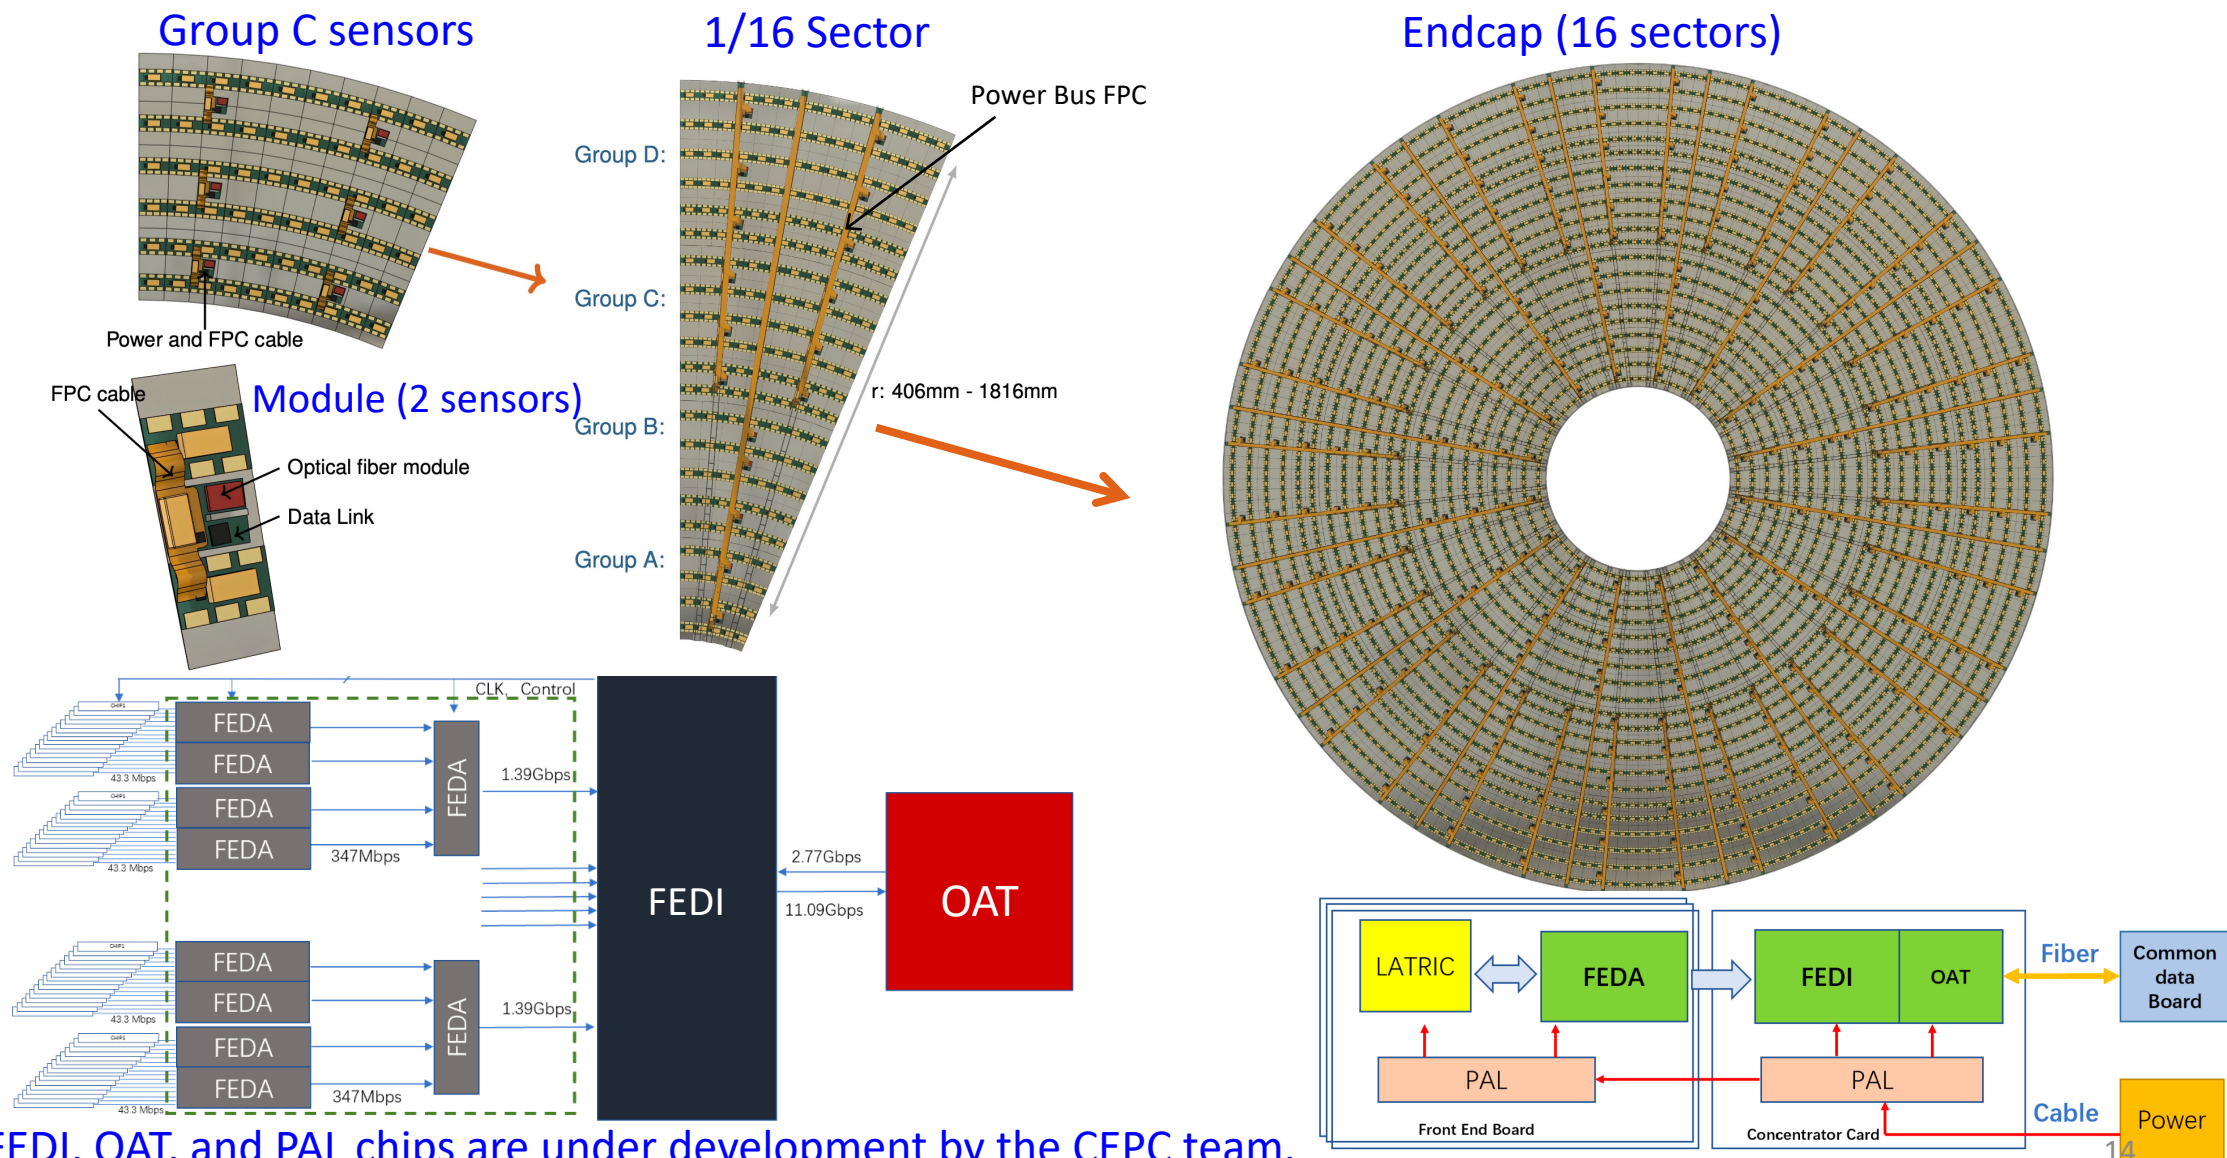 Group C sensors
1/16 Sector
Endcap (16 sectors)
Power Bus FPC
Group D:
Group C:
Group B:
Group A:
r: 406mm - 1816mm
Power and FPC cable
FPC cable
Module (2 sensors)
Optical fiber module
Data Link
CLK, Control
CHIP1
FEDA
FEDA
43.3 Mbps
CHIP1
FEDA
FEDA
43.3 Mbps
347Mbps
FEDA
1.39Gbps
CHIP1
FEDA
FEDA
43.3 Mbps
CHIP1
FEDA
FEDA
43.3 Mbps
347Mbps
FEDA
1.39Gbps
FEDI
2.77Gbps
11.09Gbps
OAT
LATRIC
FEDA
PAL
Front End Board
FEDI
OAT
PAL
Concentrator Card
Fiber
Common
data
Board
Cable
Power
FEDI, OAT, and PAL chips are under development by the CEPC team.
14